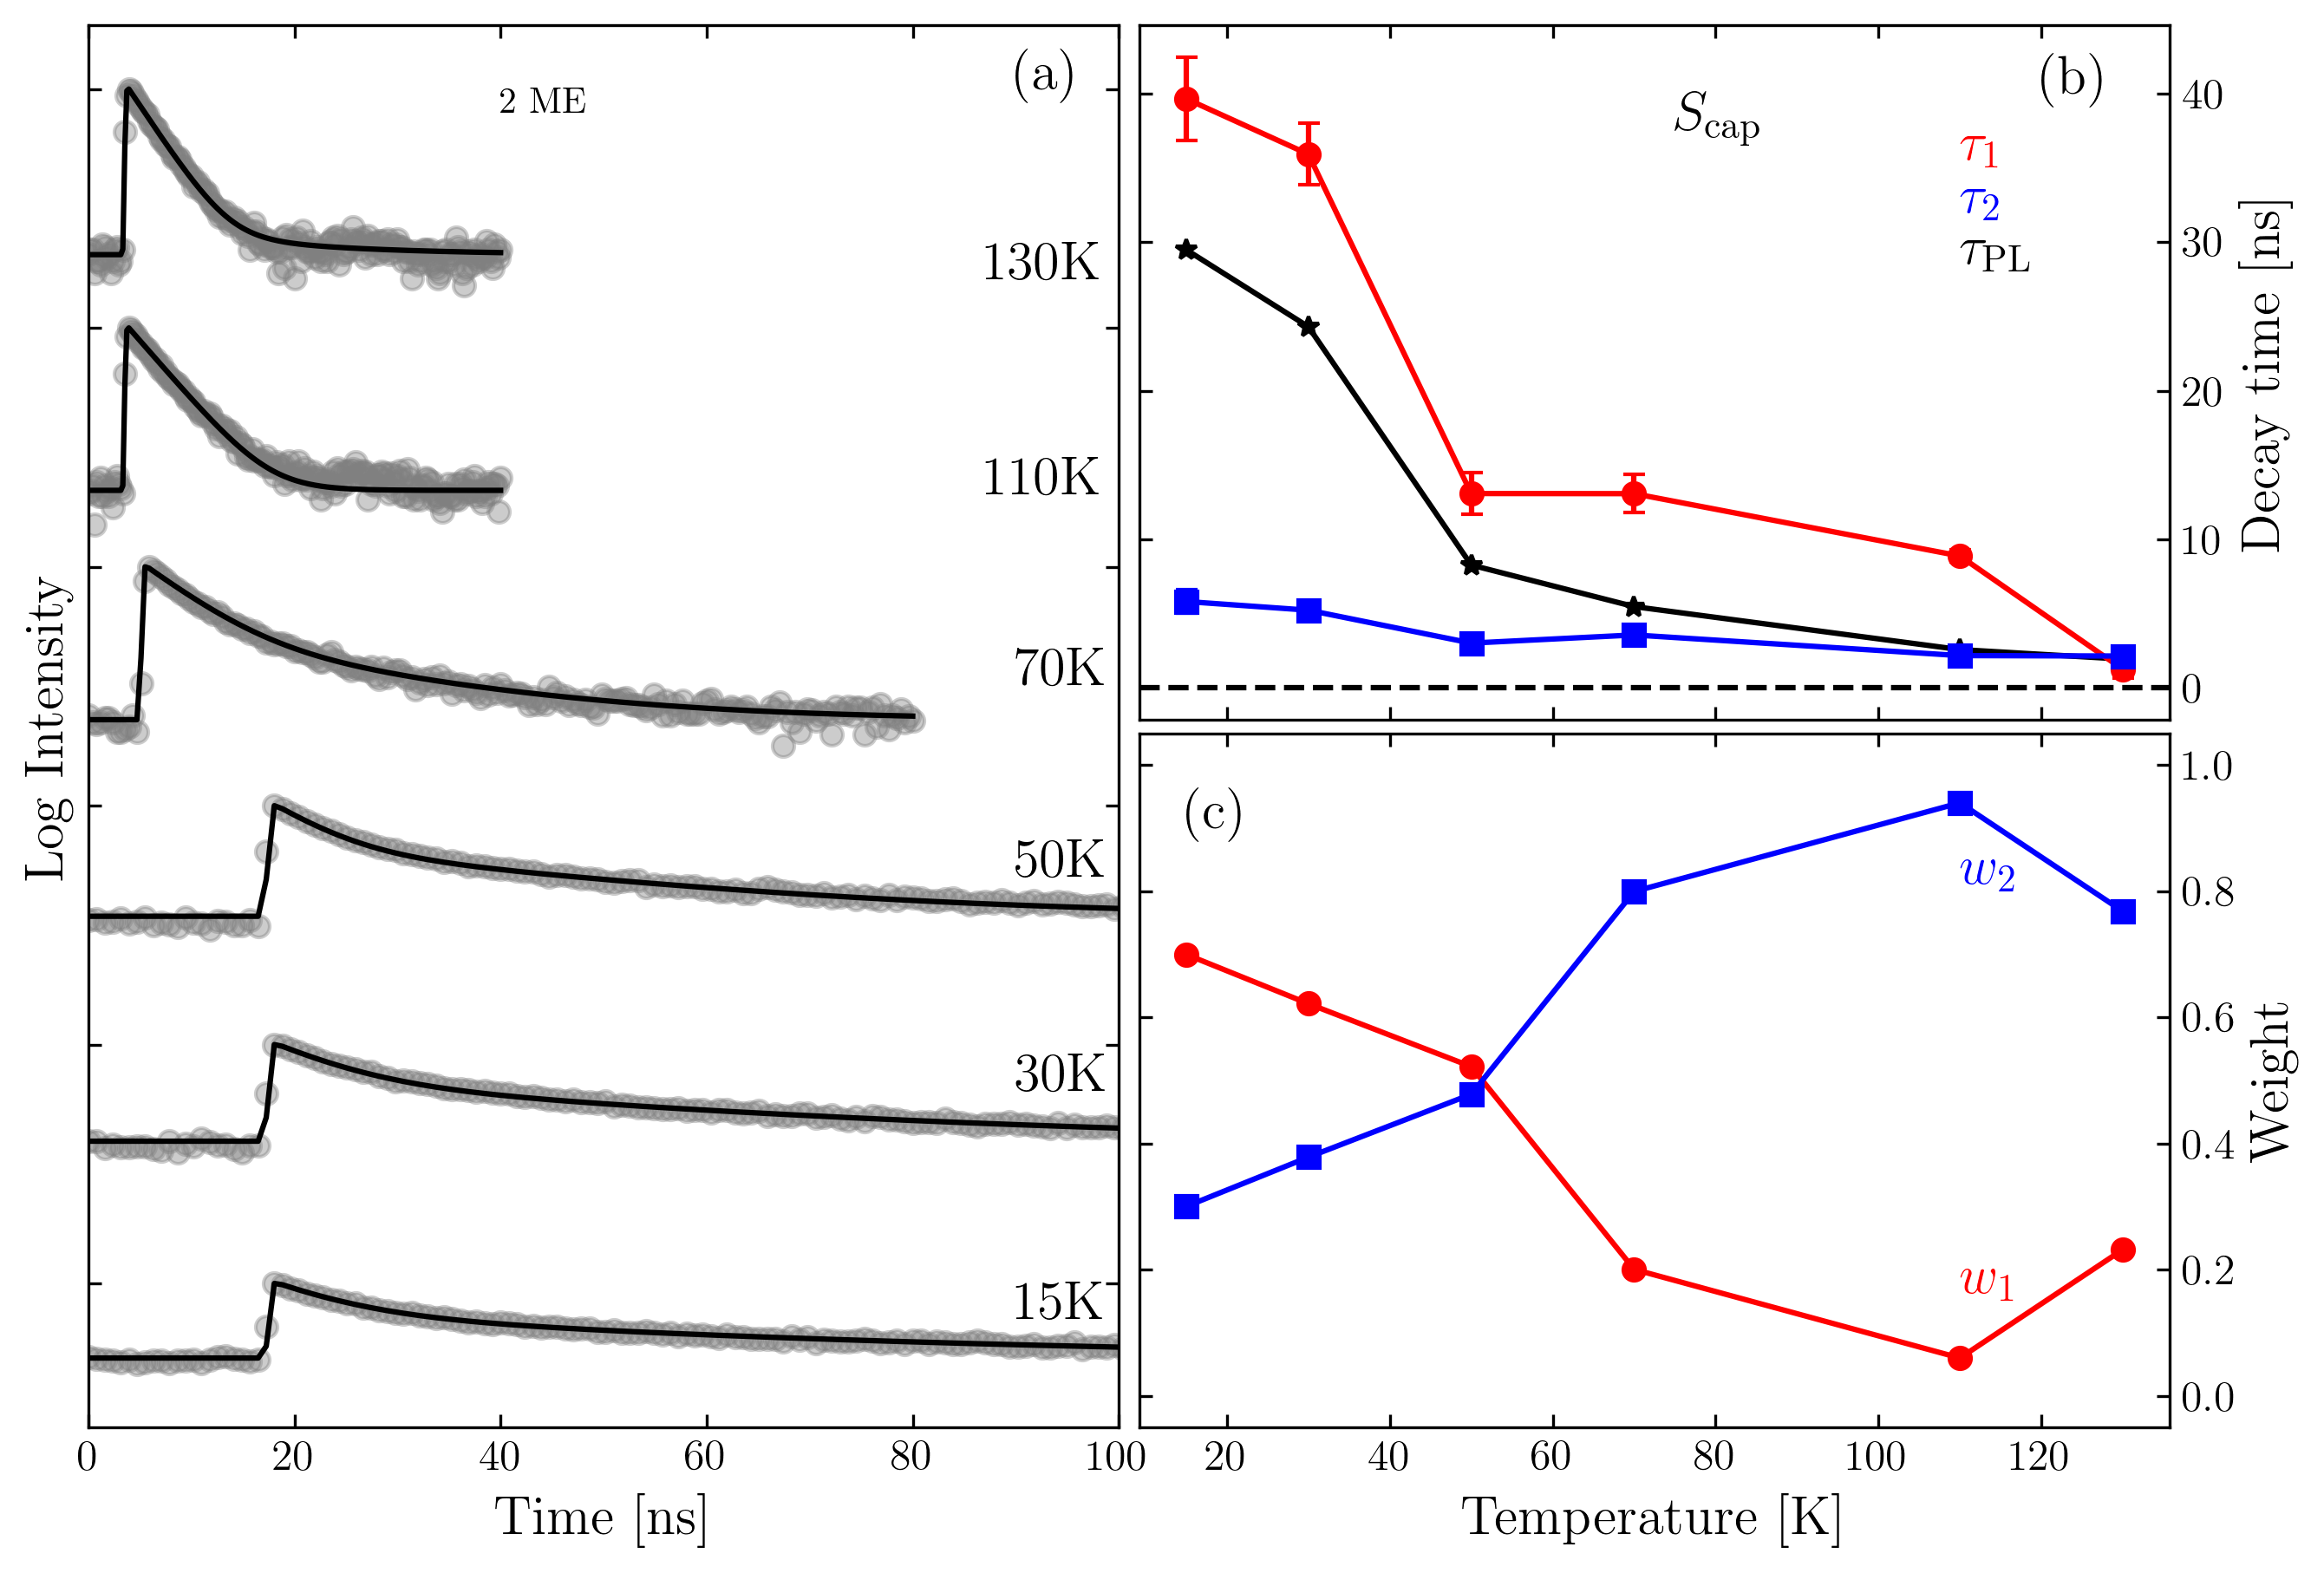 (a)
2 ME
130K
110K
70K
50K
30K
15K
Log Intensity
0 20 40 60 80 100
Time [ns]
(b)
S_cap
τ_1
τ_2
τ_PL
40
30
20
10
0
Decay time [ns]
(c)
w_2
w_1
1.0
0.8
0.6
0.4
0.2
0.0
Weight
20 40 60 80 100 120
Temperature [K]